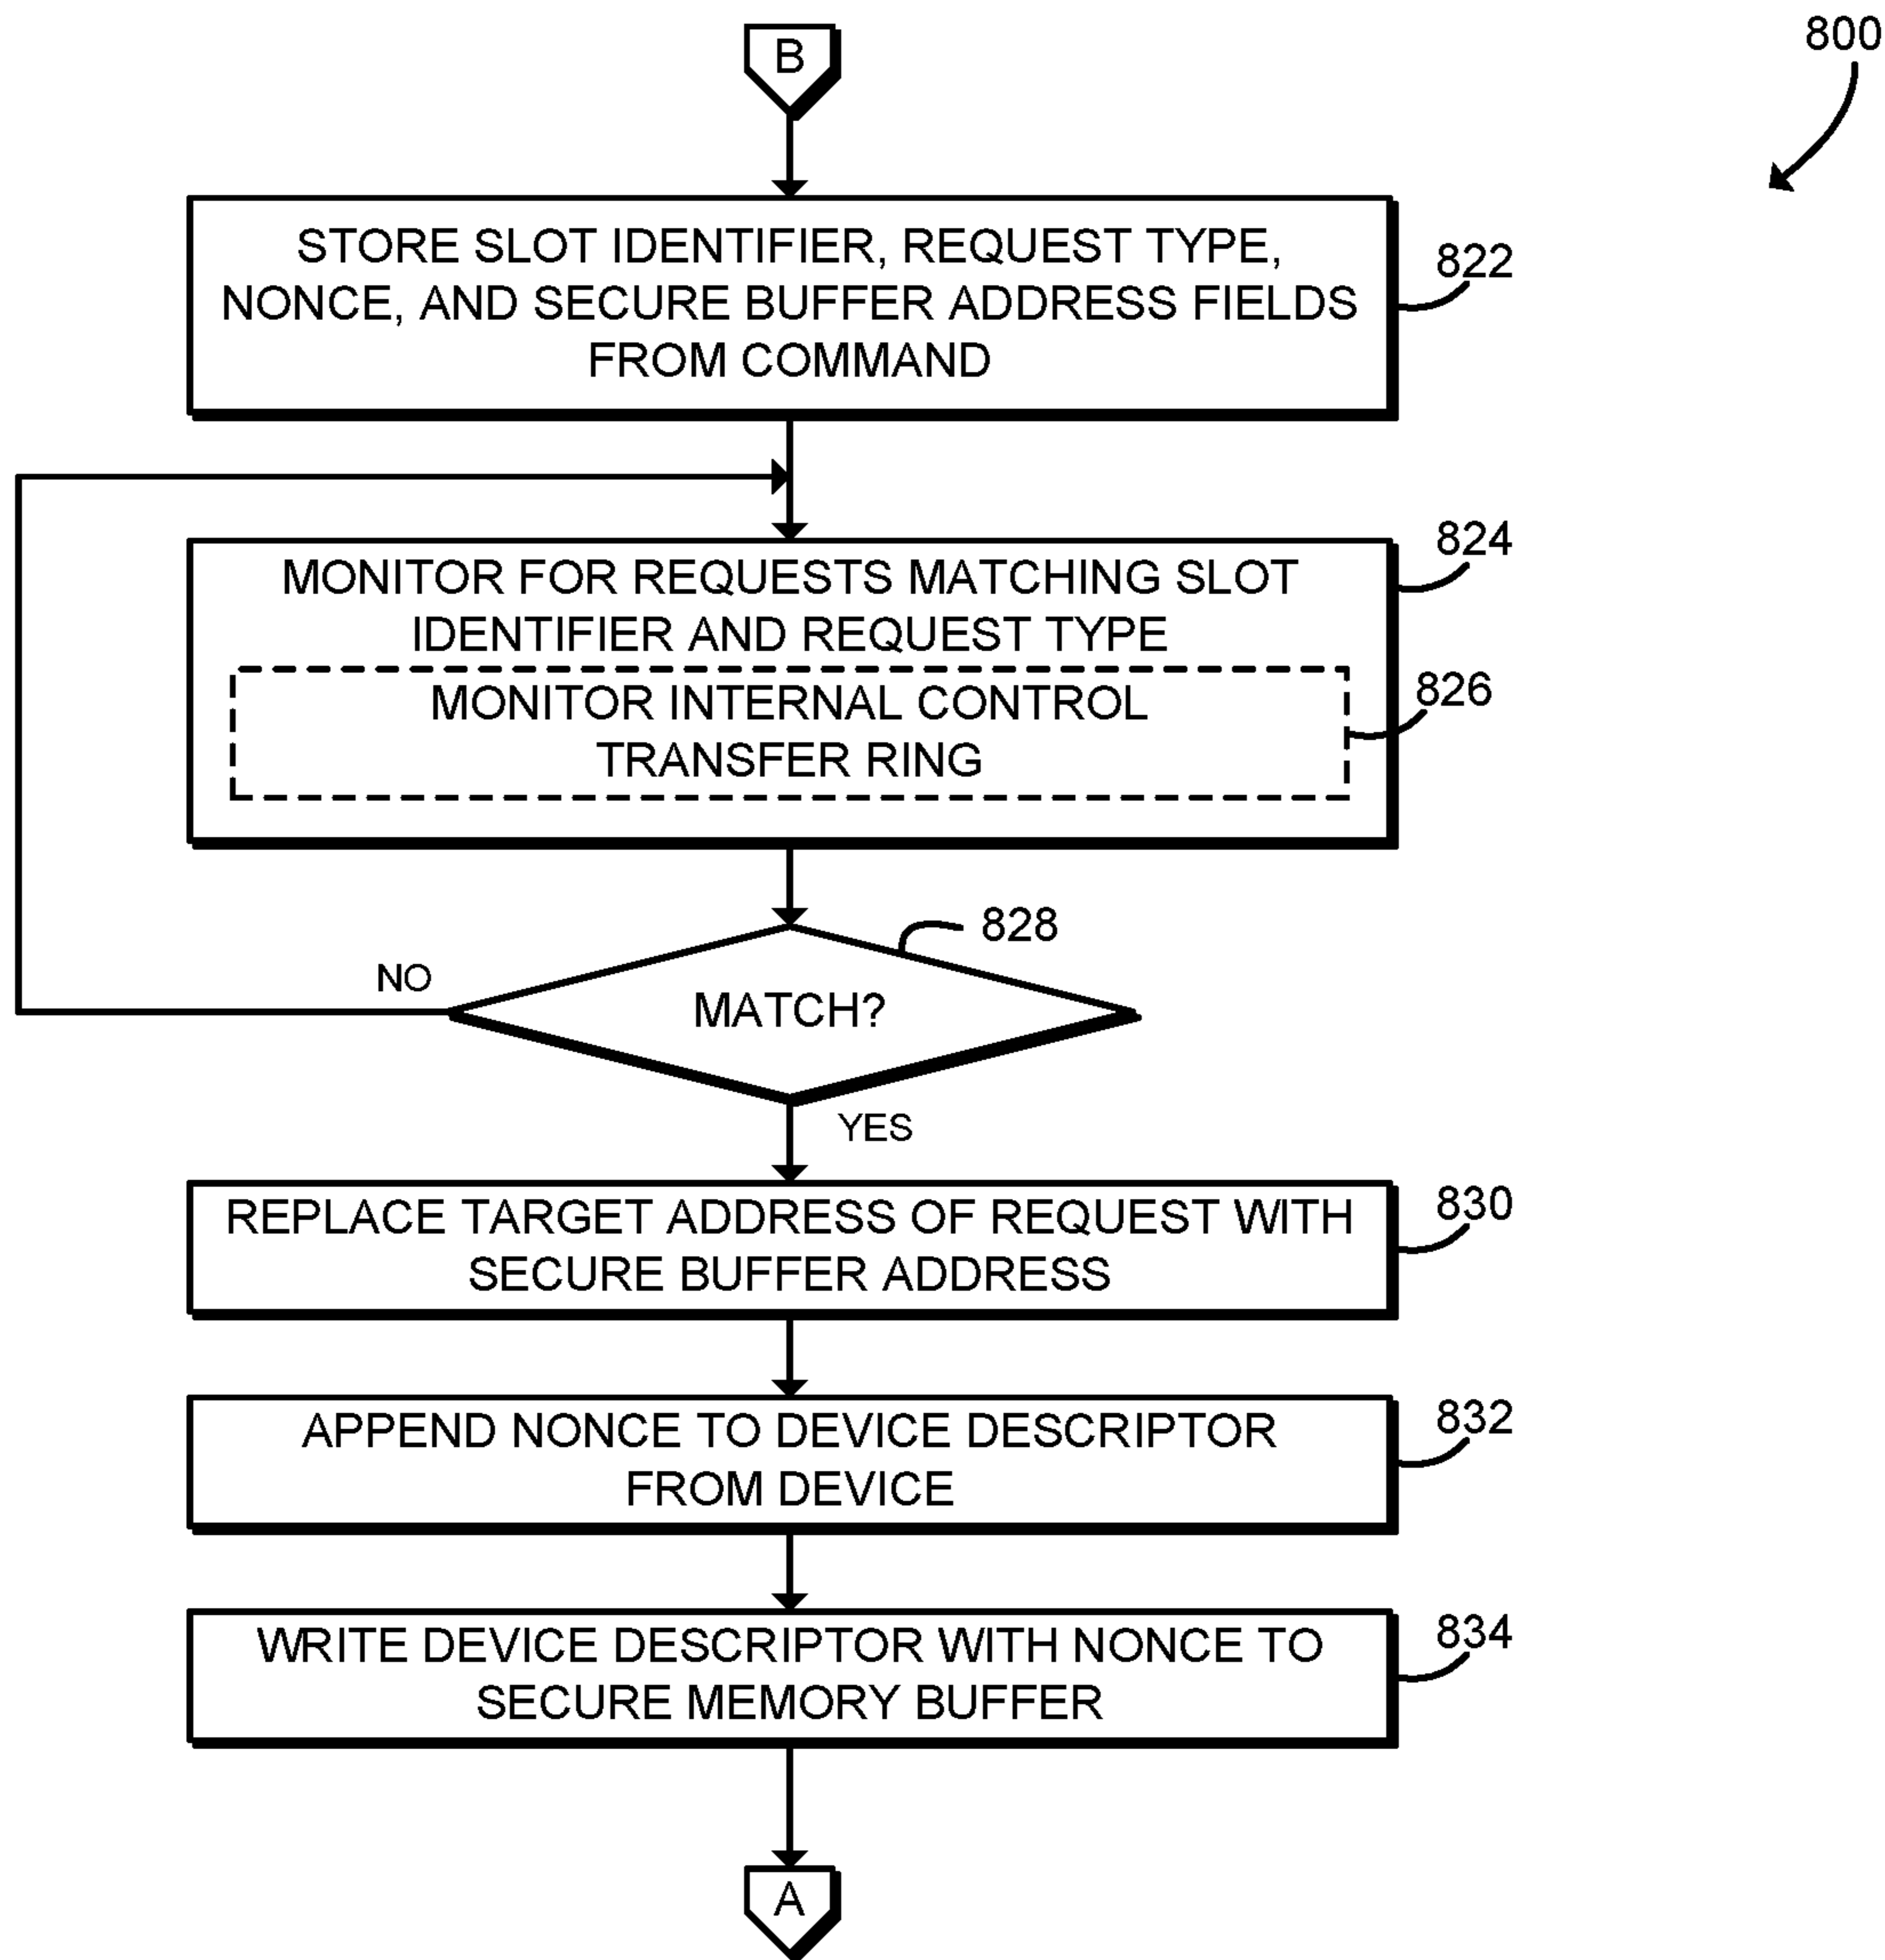 B
800
STORE SLOT IDENTIFIER, REQUEST TYPE,
NONCE, AND SECURE BUFFER ADDRESS FIELDS
FROM COMMAND
822
MONITOR FOR REQUESTS MATCHING SLOT
IDENTIFIER AND REQUEST TYPE
824
MONITOR INTERNAL CONTROL
TRANSFER RING
826
828
MATCH?
NO
YES
REPLACE TARGET ADDRESS OF REQUEST WITH
SECURE BUFFER ADDRESS
830
APPEND NONCE TO DEVICE DESCRIPTOR
FROM DEVICE
832
WRITE DEVICE DESCRIPTOR WITH NONCE TO
SECURE MEMORY BUFFER
834
A